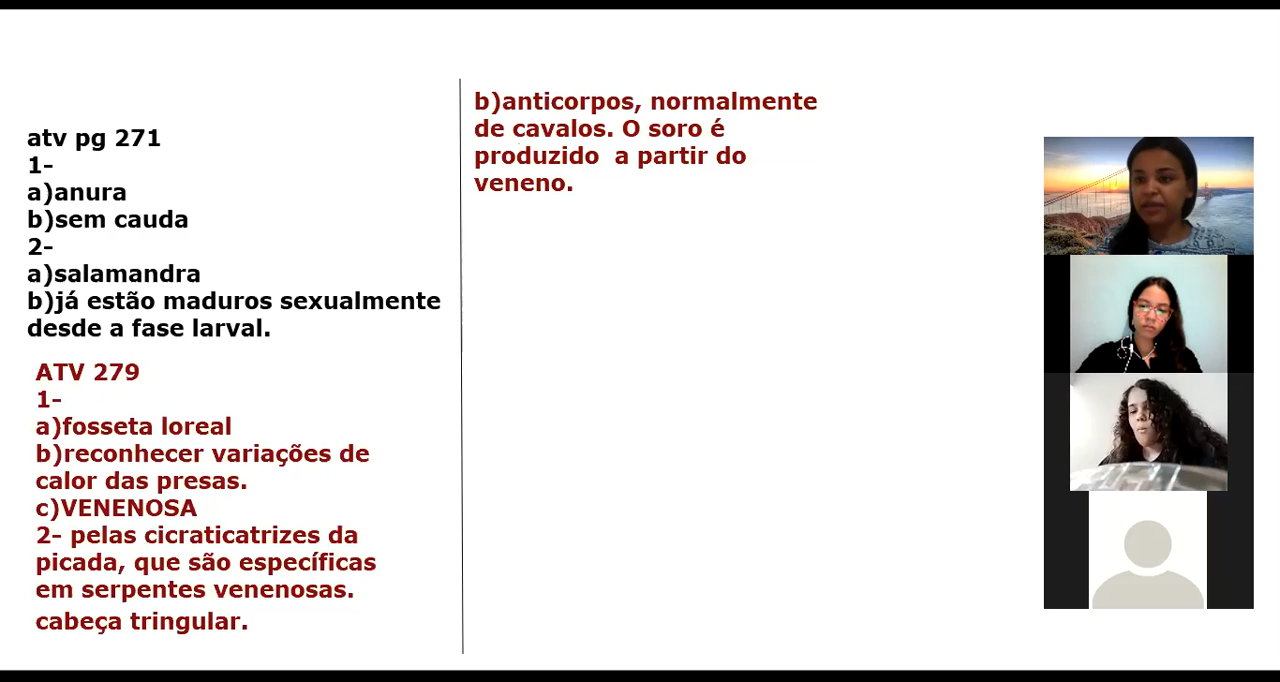 atv pg 271
1-
a)anura
b)sem cauda
2-
a)salamandra
b)já estão maduros sexualmente
desde a fase larval.
ATV 279
1-
a)fosseta loreal
b)reconhecer variações de
calor das presas.
c)VENENOSA
2- pelas cicraticatrizes da
picada, que são específicas
em serpentes venenosas.
cabeça tringular.
b)anticorpos, normalmente
de cavalos. O soro é
produzido  a partir do
veneno.